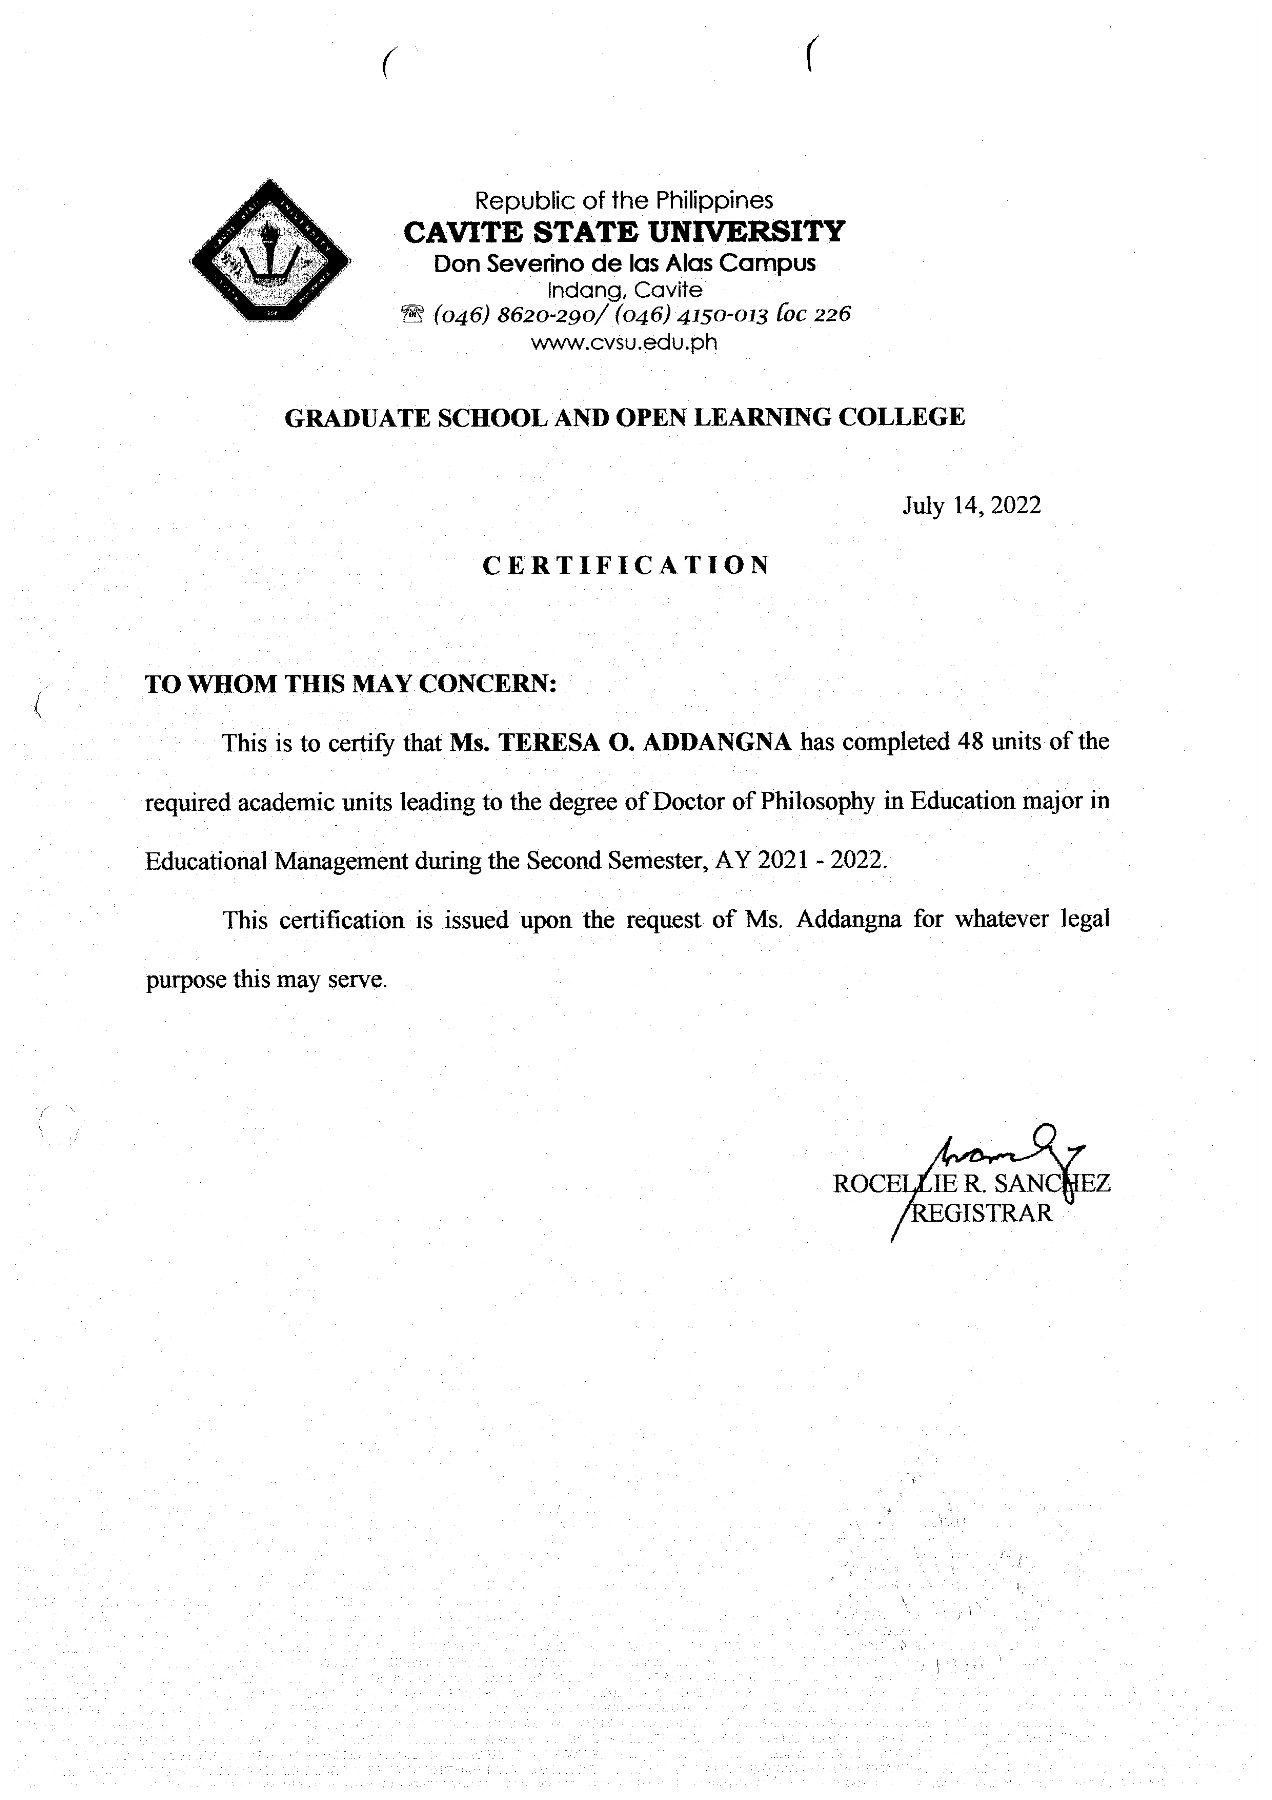 Republic of the Philippines
CAVITE STATE UNIVERSITY
Don Severino de las Alas Campus
Indang, Cavite
☏ (046) 8620-290/ (046) 4150-013 loc 226
www.cvsu.edu.ph
GRADUATE SCHOOL AND OPEN LEARNING COLLEGE
July 14, 2022
C E R T I F I C A T I O N
TO WHOM THIS MAY CONCERN:
This is to certify that Ms. TERESA O. ADDANGNA has completed 48 units of the
required academic units leading to the degree of Doctor of Philosophy in Education major in
Educational Management during the Second Semester, AY 2021 - 2022.
This certification is issued upon the request of Ms. Addangna for whatever legal
purpose this may serve.
ROCELLIE R. SANCHEZ
REGISTRAR